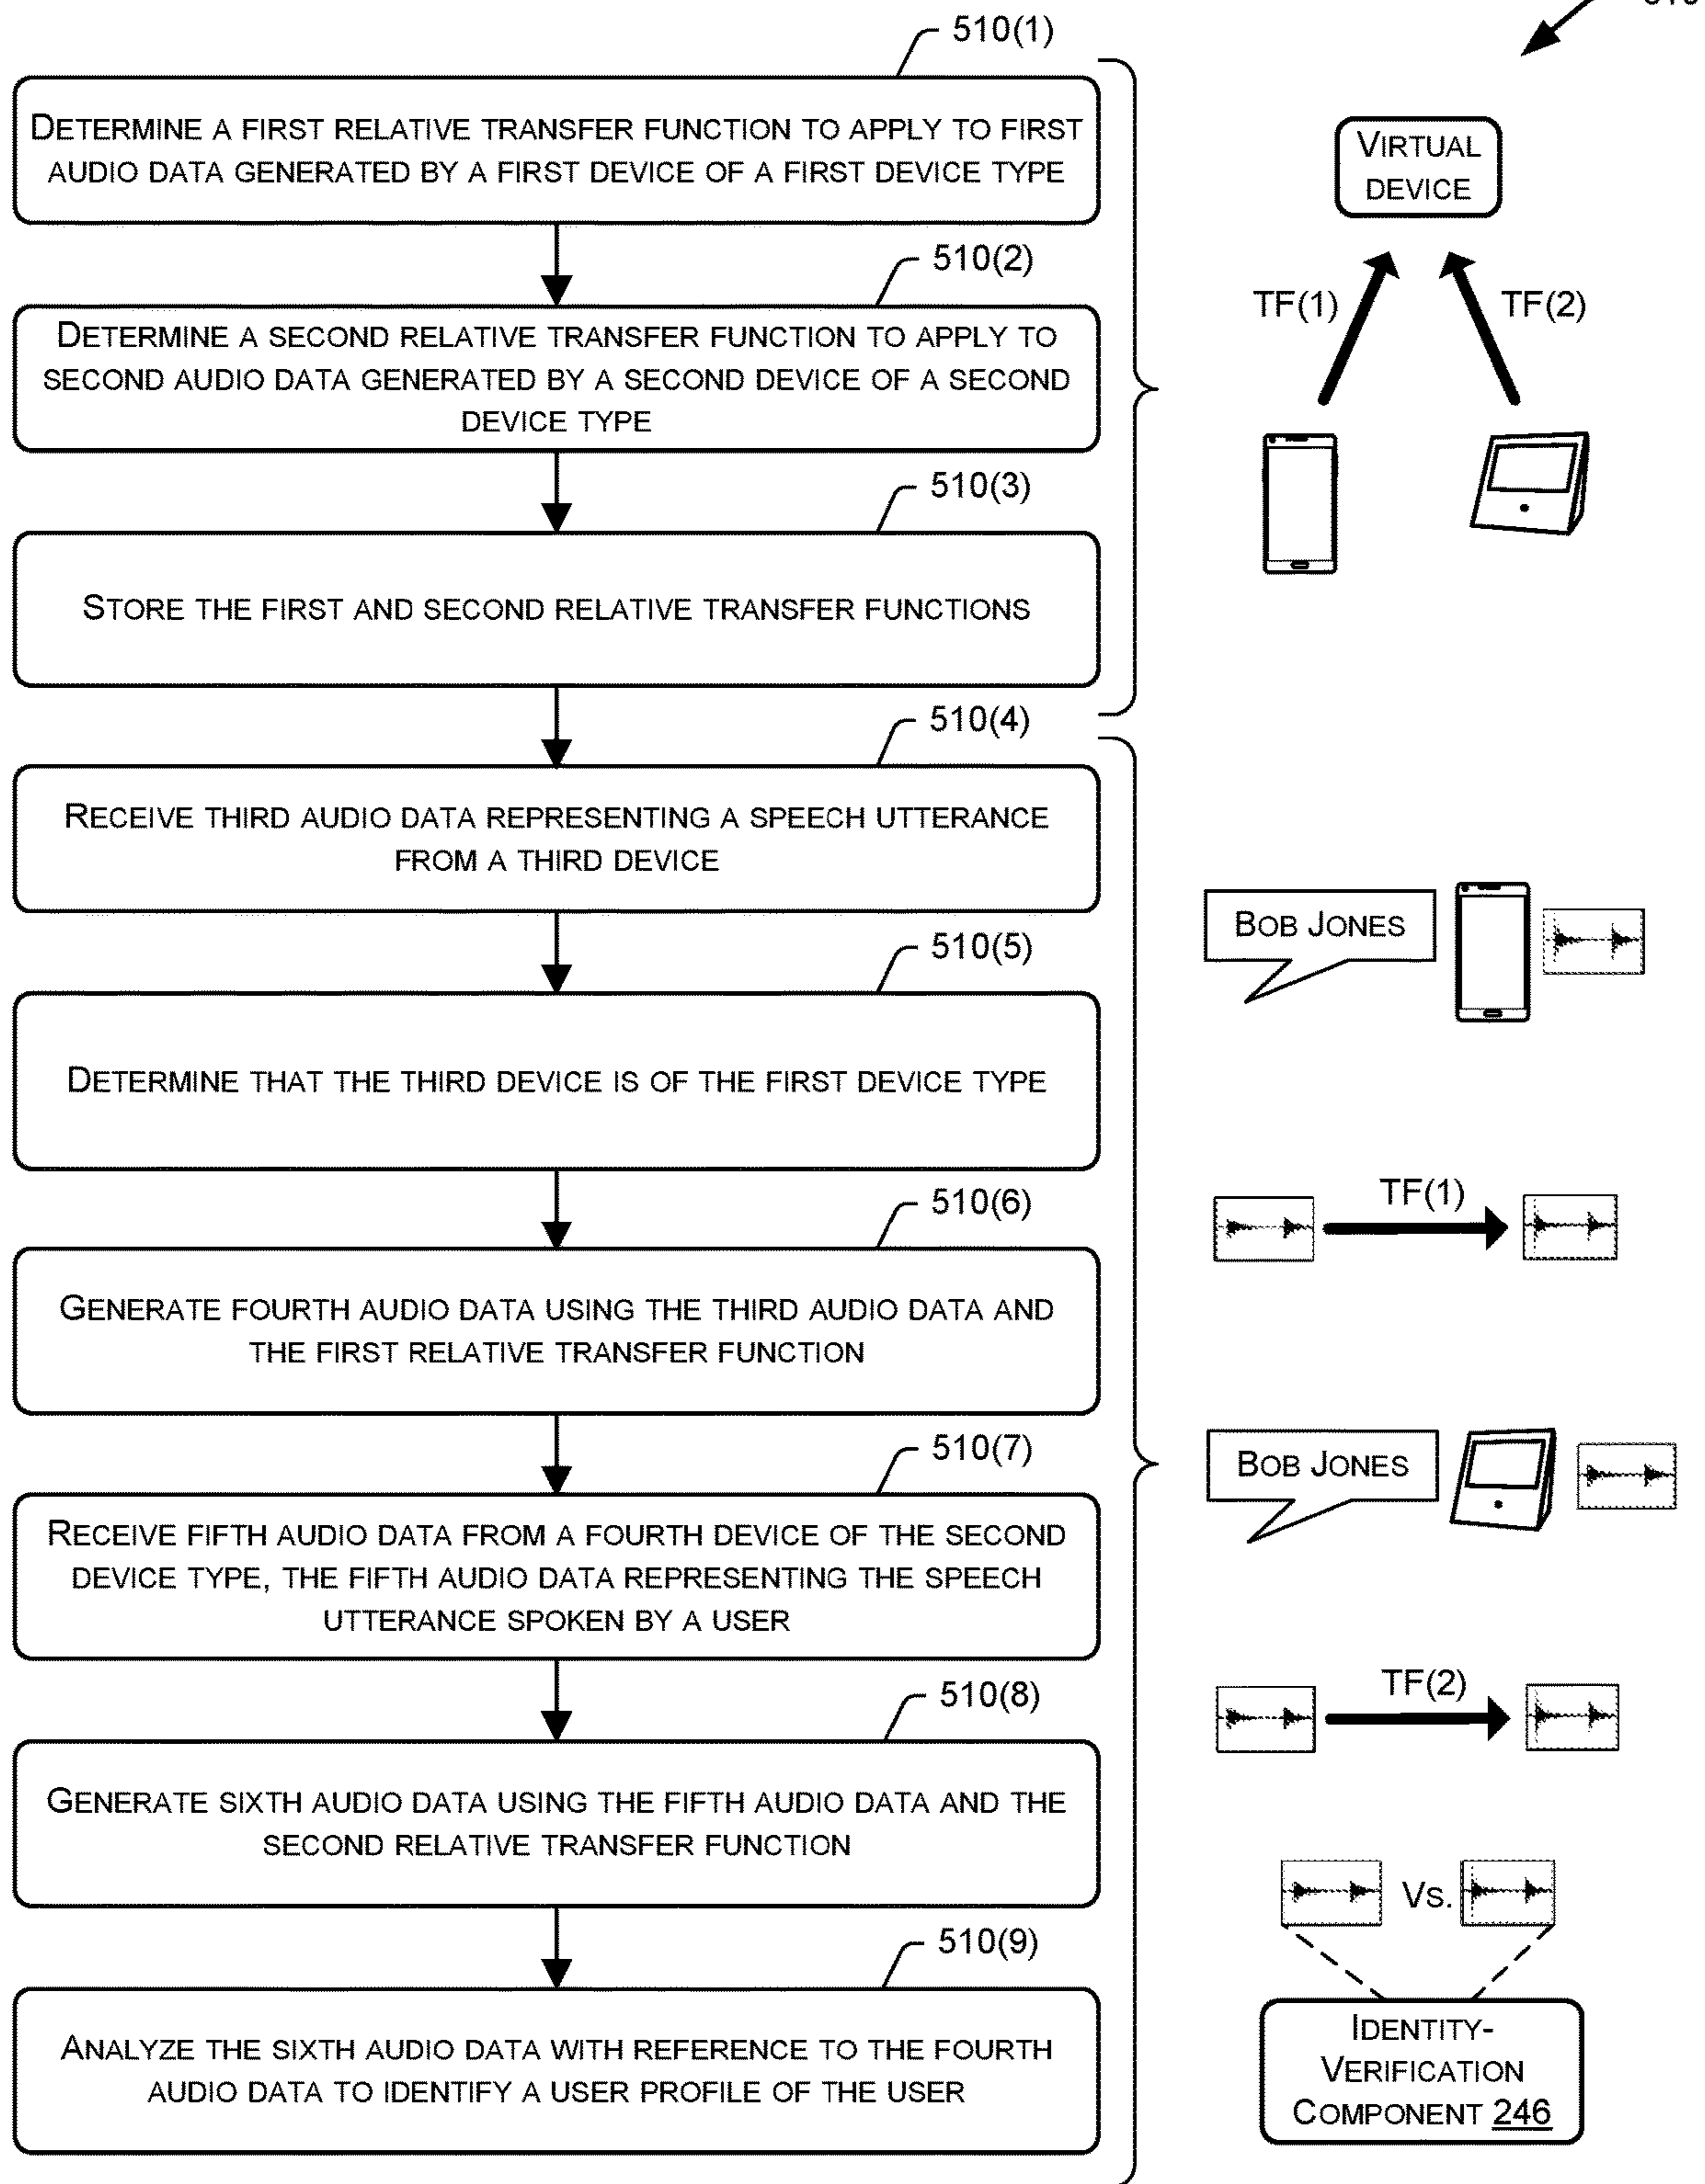 510(1)
DETERMINE A FIRST RELATIVE TRANSFER FUNCTION TO APPLY TO FIRST
AUDIO DATA GENERATED BY A FIRST DEVICE OF A FIRST DEVICE TYPE
510(2)
DETERMINE A SECOND RELATIVE TRANSFER FUNCTION TO APPLY TO
SECOND AUDIO DATA GENERATED BY A SECOND DEVICE OF A SECOND
DEVICE TYPE
510(3)
STORE THE FIRST AND SECOND RELATIVE TRANSFER FUNCTIONS
VIRTUAL
DEVICE
TF(1)
TF(2)
510(4)
RECEIVE THIRD AUDIO DATA REPRESENTING A SPEECH UTTERANCE
FROM A THIRD DEVICE
BOB JONES
510(5)
DETERMINE THAT THE THIRD DEVICE IS OF THE FIRST DEVICE TYPE
510(6)
GENERATE FOURTH AUDIO DATA USING THE THIRD AUDIO DATA AND
THE FIRST RELATIVE TRANSFER FUNCTION
TF(1)
510(7)
RECEIVE FIFTH AUDIO DATA FROM A FOURTH DEVICE OF THE SECOND
DEVICE TYPE, THE FIFTH AUDIO DATA REPRESENTING THE SPEECH
UTTERANCE SPOKEN BY A USER
BOB JONES
510(8)
GENERATE SIXTH AUDIO DATA USING THE FIFTH AUDIO DATA AND THE
SECOND RELATIVE TRANSFER FUNCTION
TF(2)
510(9)
ANALYZE THE SIXTH AUDIO DATA WITH REFERENCE TO THE FOURTH
AUDIO DATA TO IDENTIFY A USER PROFILE OF THE USER
VS.
IDENTITY-
VERIFICATION
COMPONENT 246